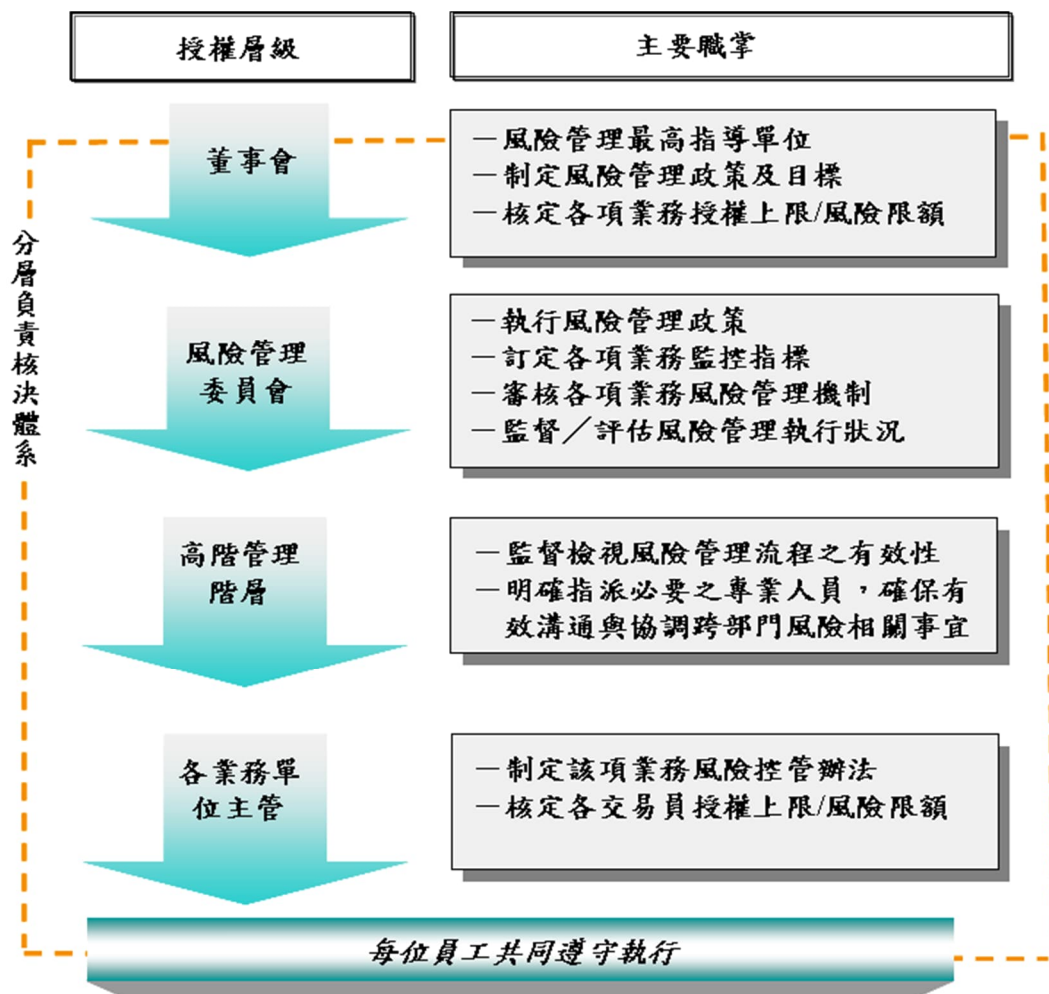 授權層級
主要職掌
分層負責核決體系
董事會
－風險管理最高指導單位
－制定風險管理政策及目標
－核定各項業務授權上限/風險限額
風險管理
委員會
－執行風險管理政策
－訂定各項業務監控指標
－審核各項業務風險管理機制
－監督／評估風險管理執行狀況
高階管理
階層
－監督檢視風險管理流程之有效性
－明確指派必要之專業人員，確保有
效溝通與協調跨部門風險相關事宜
各業務單
位主管
－制定該項業務風險控管辦法
－核定各交易員授權上限/風險限額
每位員工共同遵守執行